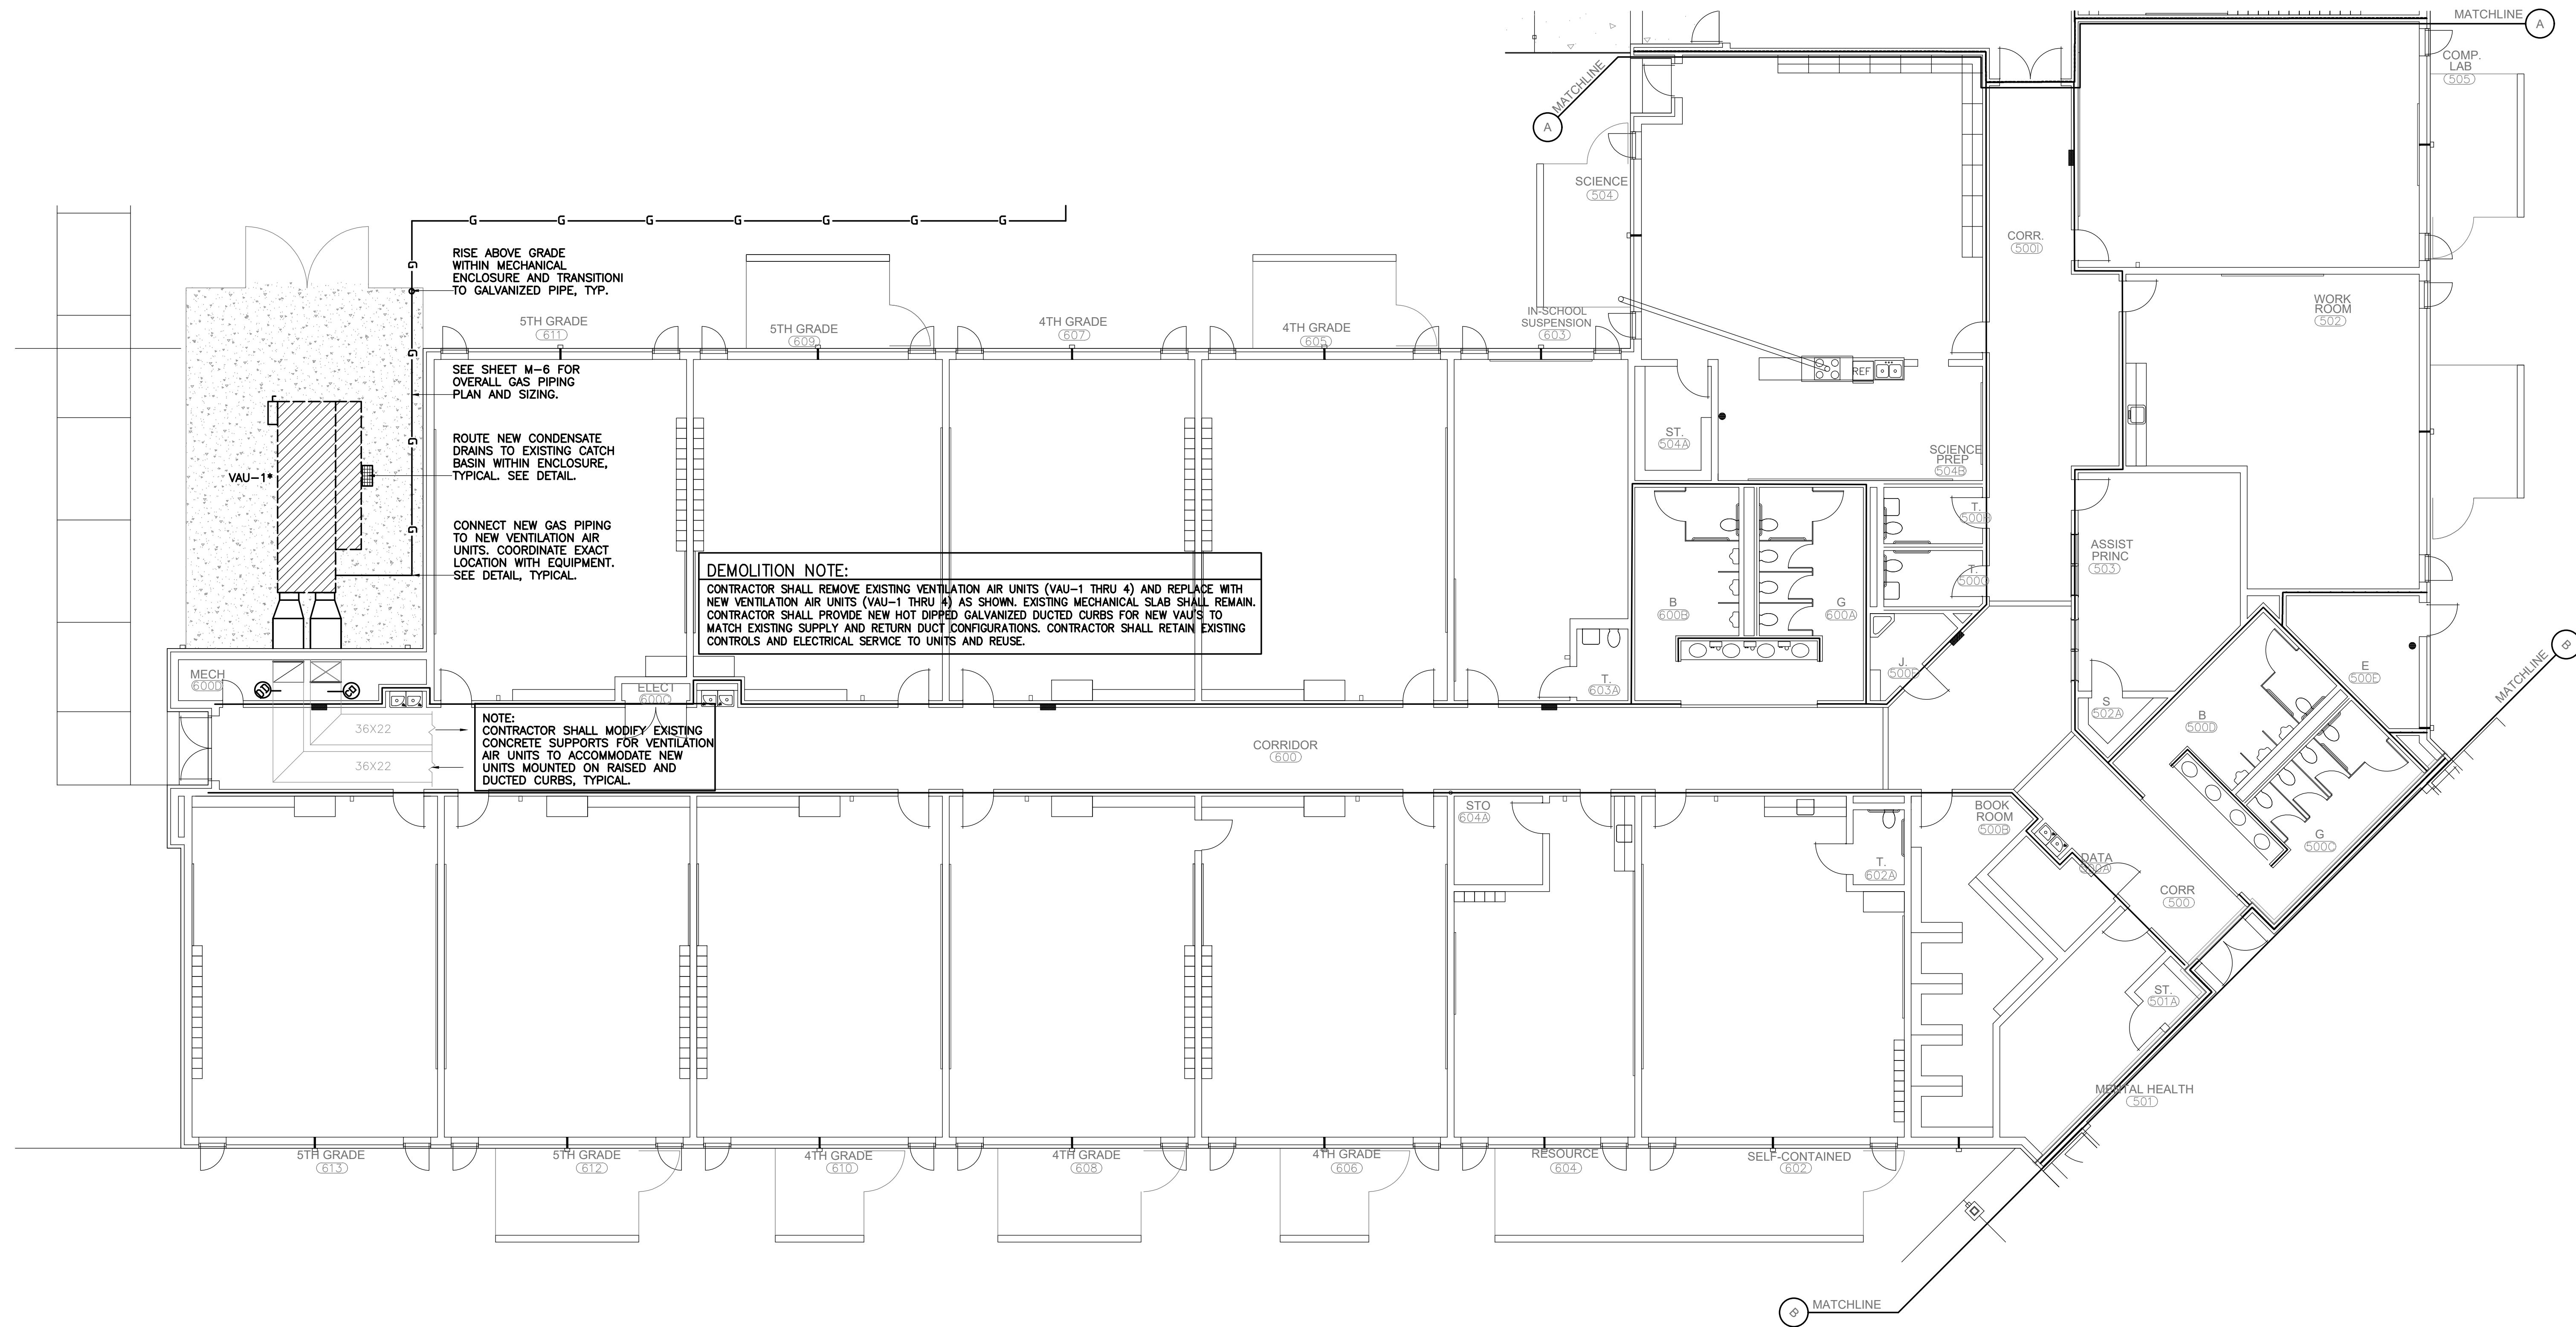 MATCHLINE
A
COMP.
LAB
505
MATCHLINE
A
SCIENCE
504
CORR.
500I
G G G G G G G
RISE ABOVE GRADE
WITHIN MECHANICAL
ENCLOSURE AND TRANSITIONI
TO GALVANIZED PIPE, TYP.
G
5TH GRADE
611
5TH GRADE
609
4TH GRADE
607
4TH GRADE
605
IN-SCHOOL
SUSPENSION
603
WORK
ROOM
502
G
SEE SHEET M-6 FOR
OVERALL GAS PIPING
PLAN AND SIZING.
REF
G
ROUTE NEW CONDENSATE
DRAINS TO EXISTING CATCH
BASIN WITHIN ENCLOSURE,
TYPICAL. SEE DETAIL.
ST.
504A
SCIENCE
PREP
504B
VAU-1*
G
CONNECT NEW GAS PIPING
TO NEW VENTILATION AIR
UNITS. COORDINATE EXACT
LOCATION WITH EQUIPMENT.
SEE DETAIL, TYPICAL.
T.
T.
ASSIST
PRINC
503
DEMOLITION NOTE:
CONTRACTOR SHALL REMOVE EXISTING VENTILATION AIR UNITS (VAU-1 THRU 4) AND REPLACE WITH
NEW VENTILATION AIR UNITS (VAU-1 THRU 4) AS SHOWN. EXISTING MECHANICAL SLAB SHALL REMAIN.
CONTRACTOR SHALL PROVIDE NEW HOT DIPPED GALVANIZED DUCTED CURBS FOR NEW VAU'S TO
MATCH EXISTING SUPPLY AND RETURN DUCT CONFIGURATIONS. CONTRACTOR SHALL RETAIN EXISTING
CONTROLS AND ELECTRICAL SERVICE TO UNITS AND REUSE.
B
600B
G
600A
MECH
600D
ELECT
600C
T.
603A
J.
E
500E
B
MATCHLINE
S
502A
B
500D
36X22
36X22
NOTE:
CONTRACTOR SHALL MODIFY EXISTING
CONCRETE SUPPORTS FOR VENTILATION
AIR UNITS TO ACCOMMODATE NEW
UNITS MOUNTED ON RAISED AND
DUCTED CURBS, TYPICAL.
CORRIDOR
600
STO
604A
BOOK
ROOM
500B
G
500C
T.
602A
DATA
500A
CORR
500
ST.
501A
MENTAL HEALTH
501
5TH GRADE
613
5TH GRADE
612
4TH GRADE
610
4TH GRADE
608
4TH GRADE
606
RESOURCE
604
SELF-CONTAINED
602
B
MATCHLINE